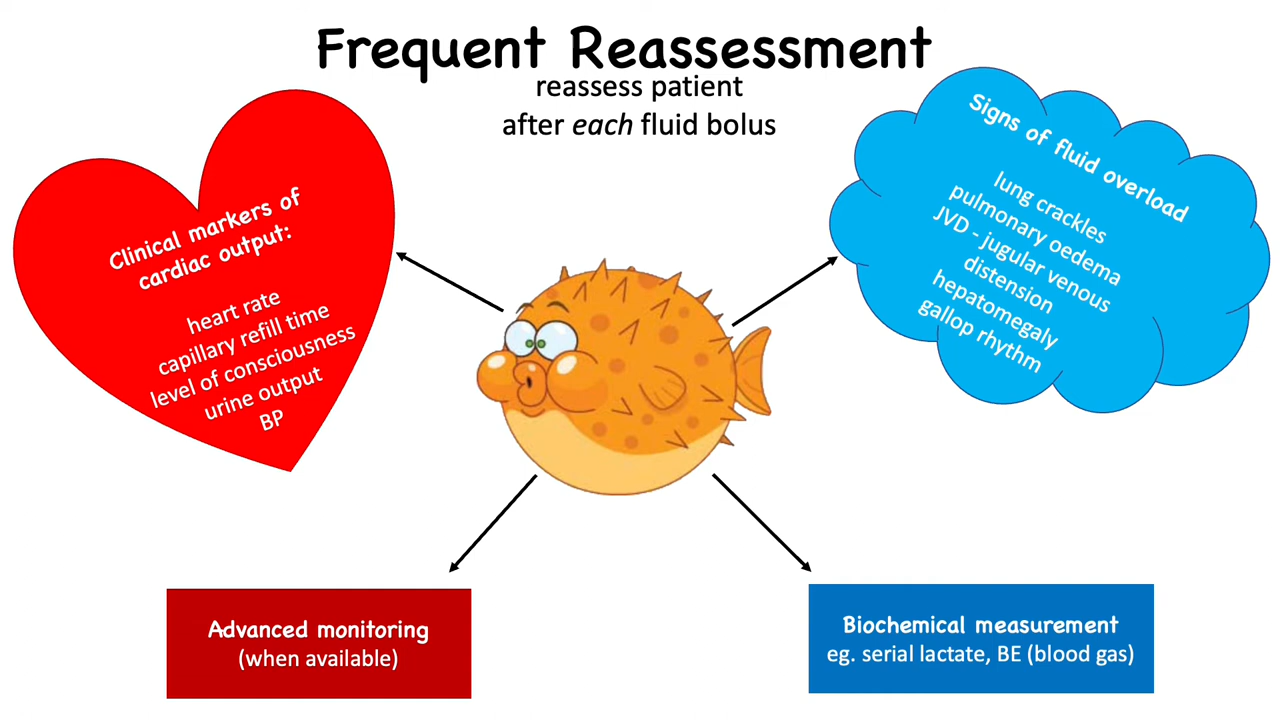 Frequent Reassessment
reassess patient
after each fluid bolus
Clinical markers of
cardiac output:
heart rate
capillary refill time
level of consciousness
urine output
BP
Signs of fluid overload
lung crackles
pulmonary oedema
JVD - jugular venous
distension
hepatomegaly
gallop rhythm
Advanced monitoring
(when available)
Biochemical measurement
eg. serial lactate, BE (blood gas)